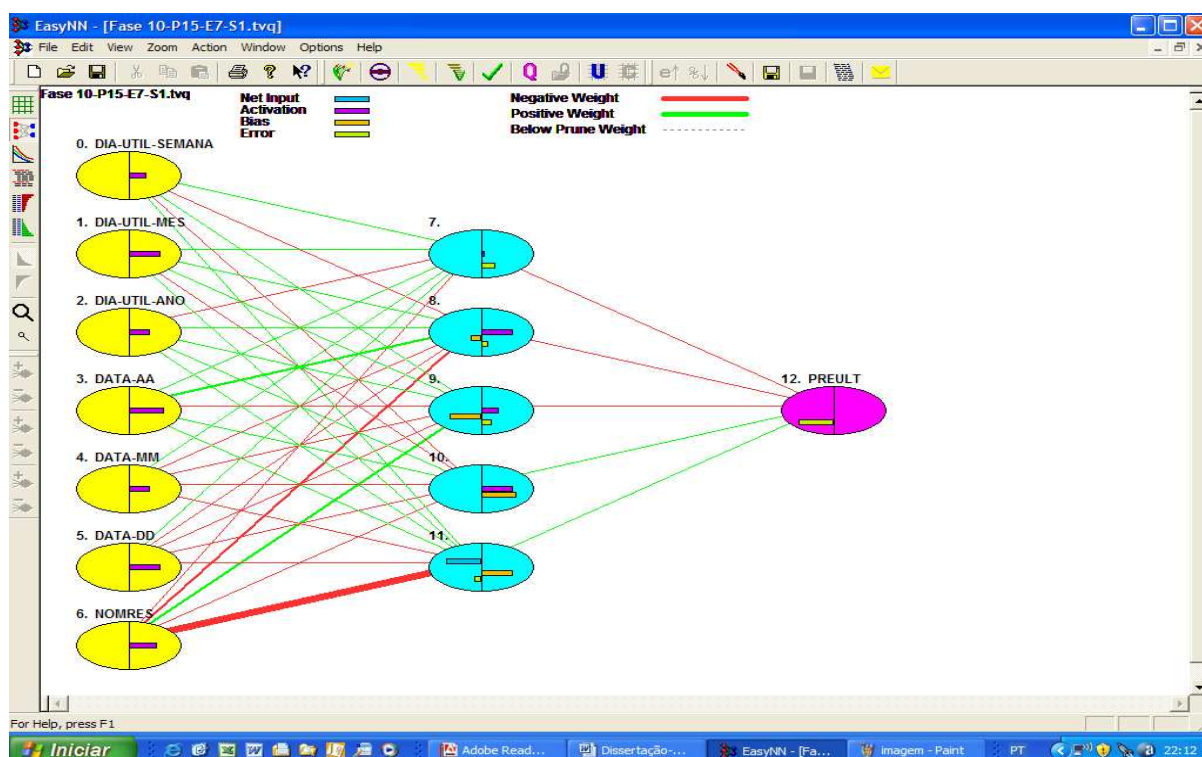 EasyNN - [Fase 10-P15-E7-S1.tvq]
File Edit View Zoom Action Window Options Help
Fase 10-P15-E7-S1.tvq
Net Input
Activation
Bias
Error
Negative Weight
Positive Weight
Below Prune Weight
0. DIA-UTIL-SEMANA
1. DIA-UTIL-MES
7.
2. DIA-UTIL-ANO
8.
3. DATA-AA
9.
12. PREULT
4. DATA-MM
10.
5. DATA-DD
11.
6. NOMRES
For Help, press F1
Iniciar
Adobe Read...
Dissertação-...
EasyNN - [Fa...
imagem - Paint
PT
22:12